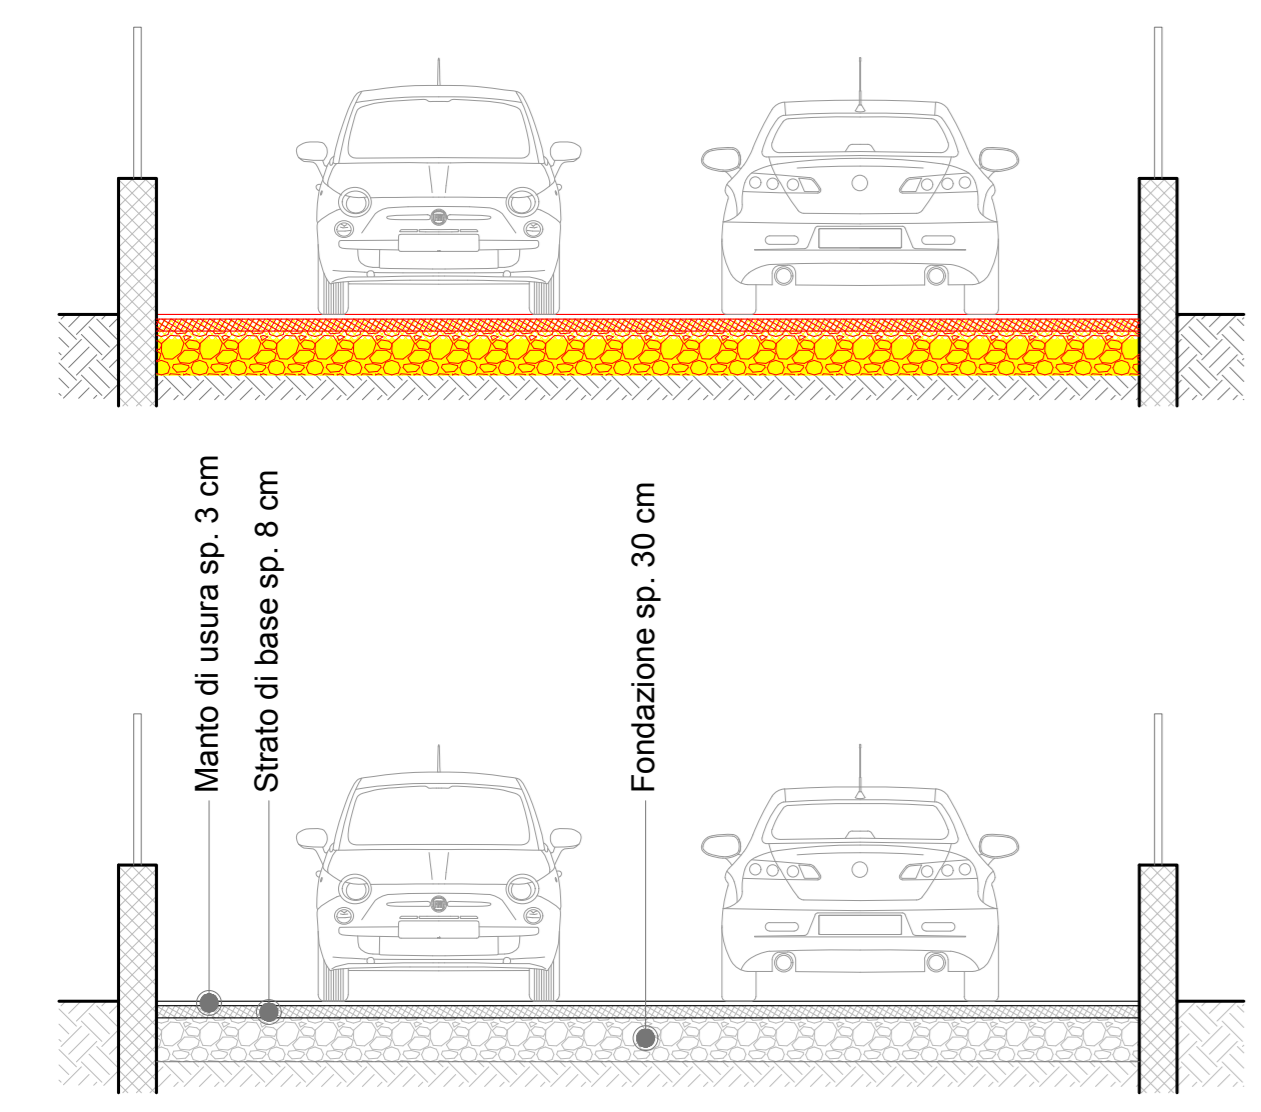 Manto di usura sp. 3 cm
Strato di base sp. 8 cm
Fondazione sp. 30 cm